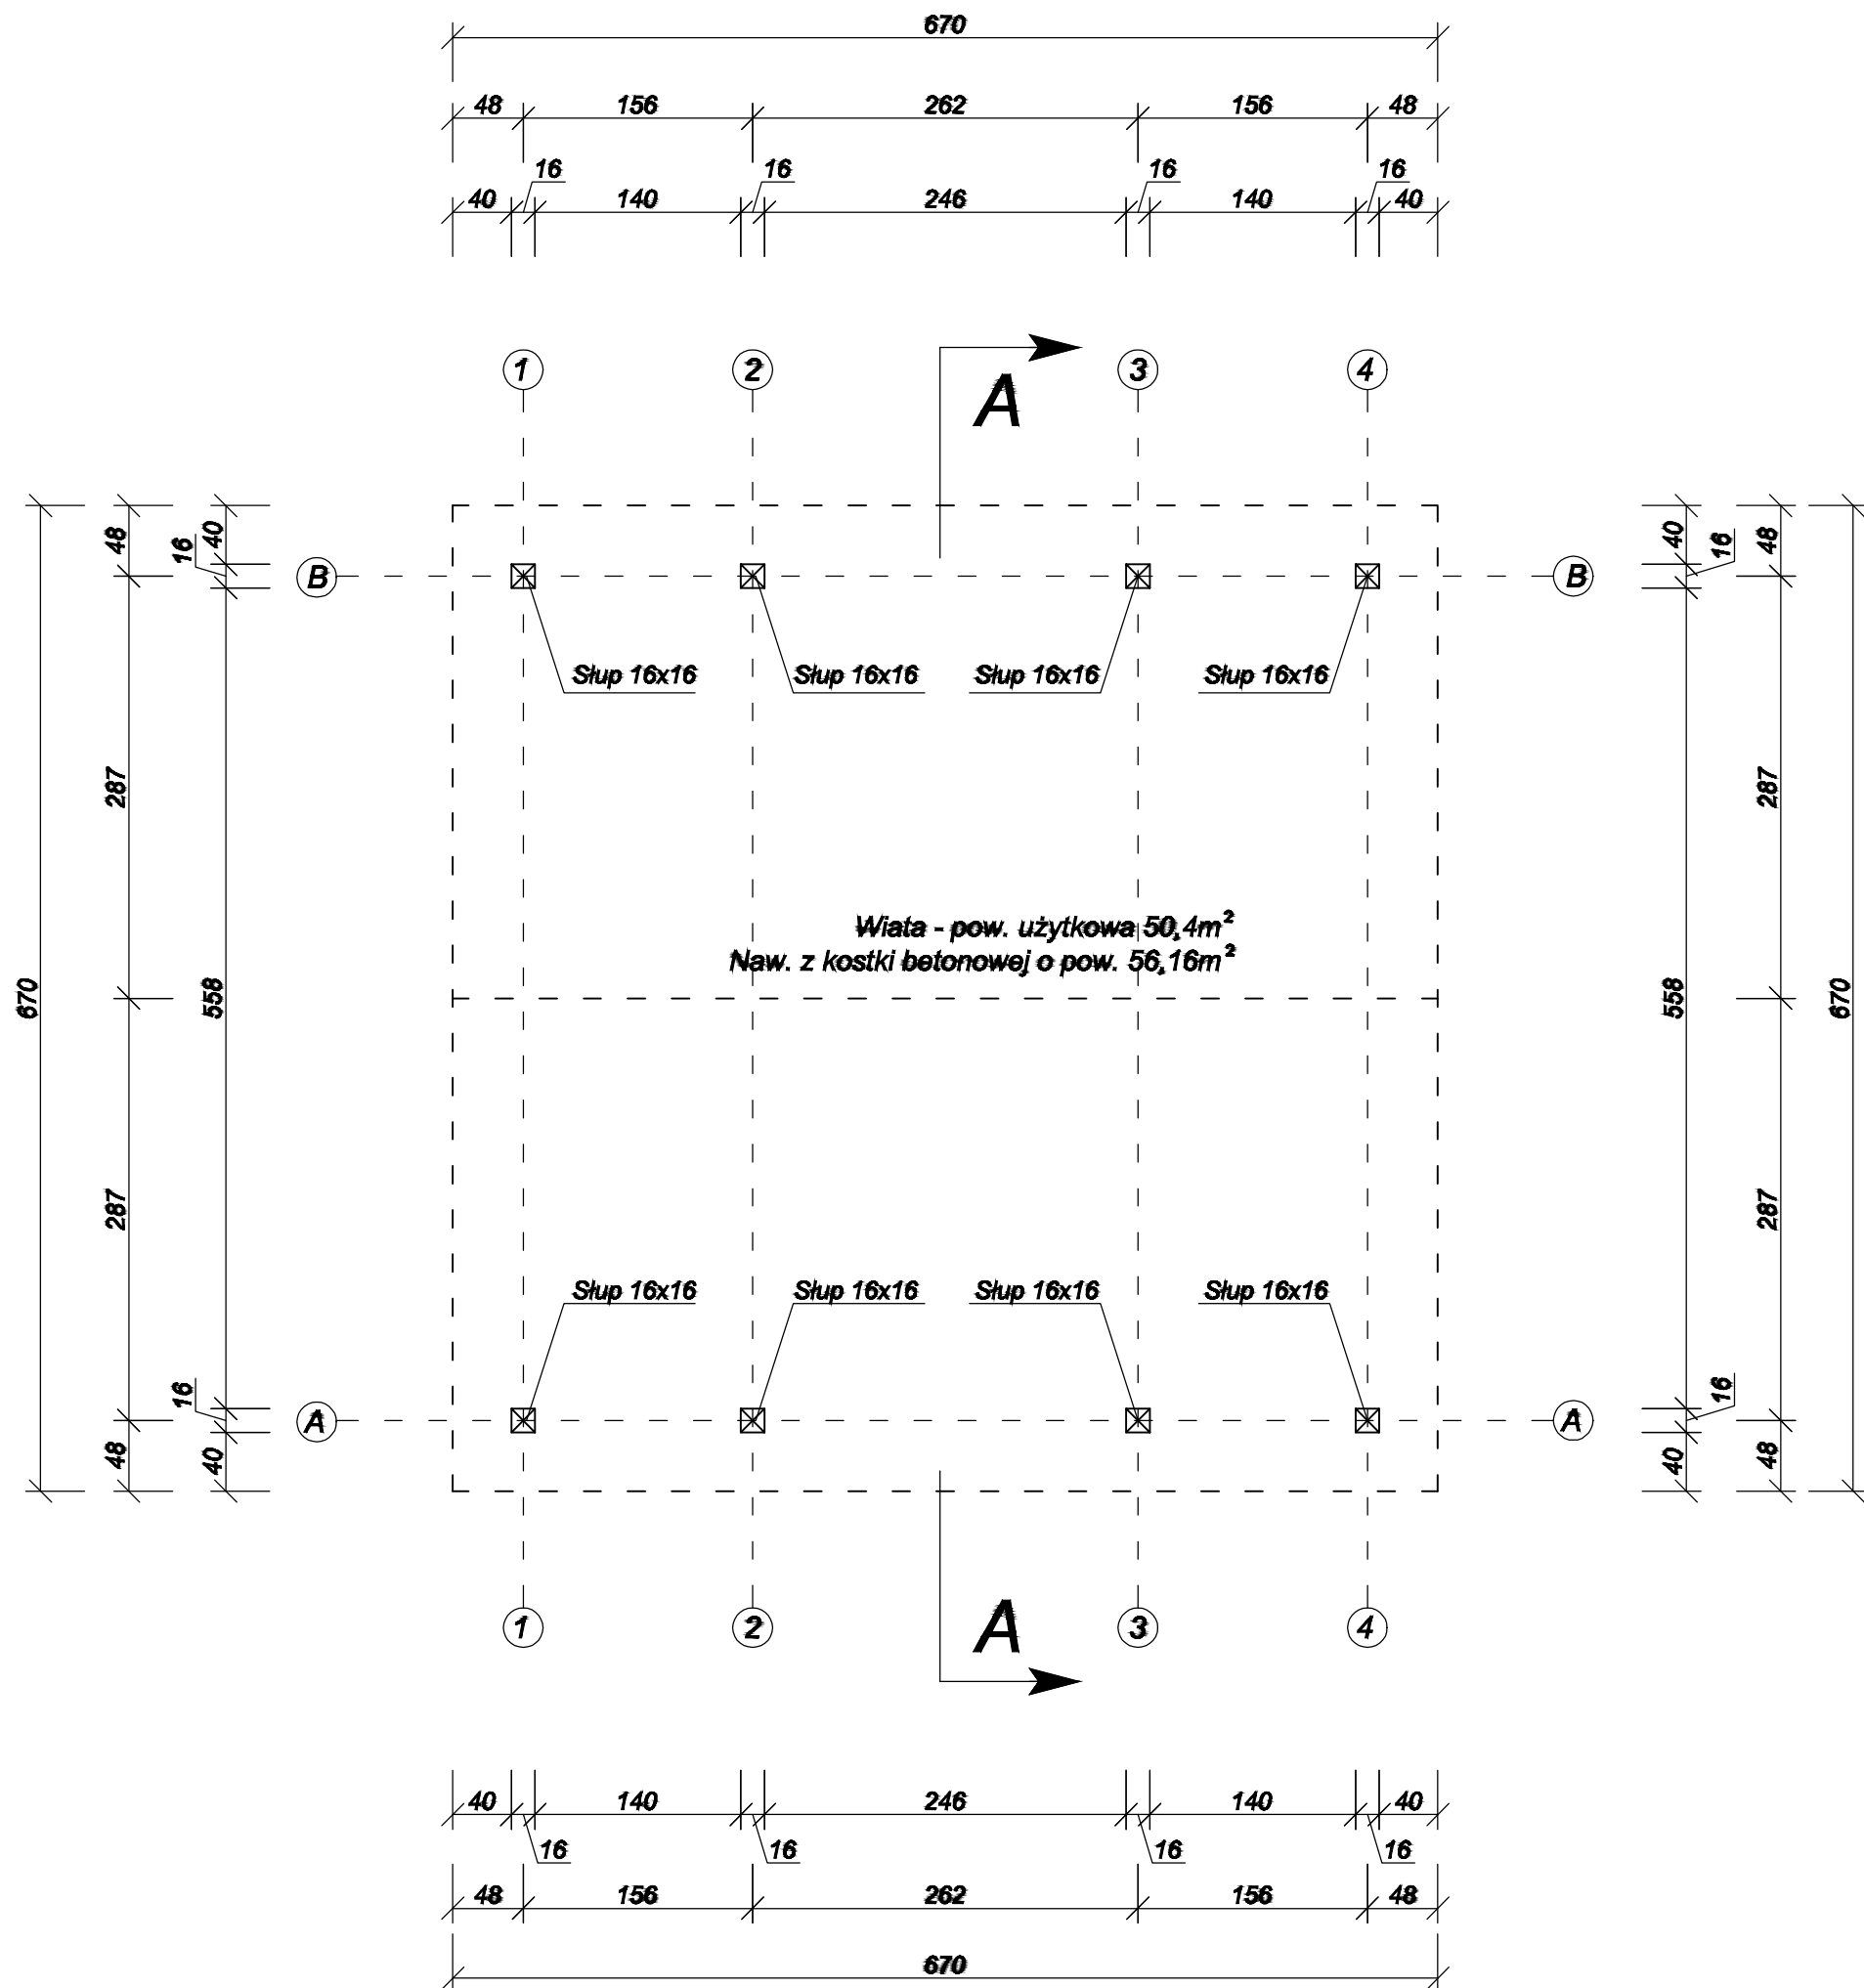 670
48 156 262 156 48
16 16 16 16
40 140 246 140 40
1 2 3 4
A
48 40 16 40 16 48
B B
Słup 16x16 Słup 16x16 Słup 16x16 Słup 16x16
287 287
Wiata - pow. użytkowa 50,4m²
Naw. z kostki betonowej o pow. 56,16m²
670 558 558 670
287 287
Słup 16x16 Słup 16x16 Słup 16x16 Słup 16x16
16 16
A A
48 40 40 48
1 2 3 4
A
40 140 246 140 40
16 16 16 16
48 156 262 156 48
670